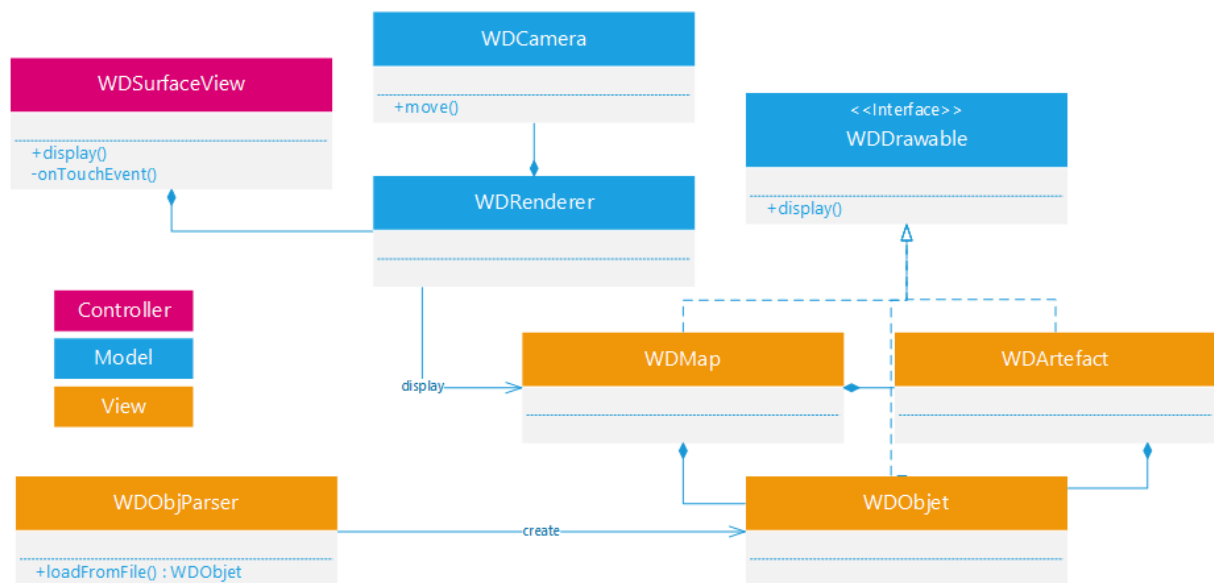 WDCamera
+move()
WDSurfaceView
+display()
-onTouchEvent()
<<Interface>>
WDDrawable
+display()
WDRenderer
Controller
Model
View
display
WDMap
WDArtefact
WDObjParser
+loadFromFile() : WDObjet
create
WDObjet